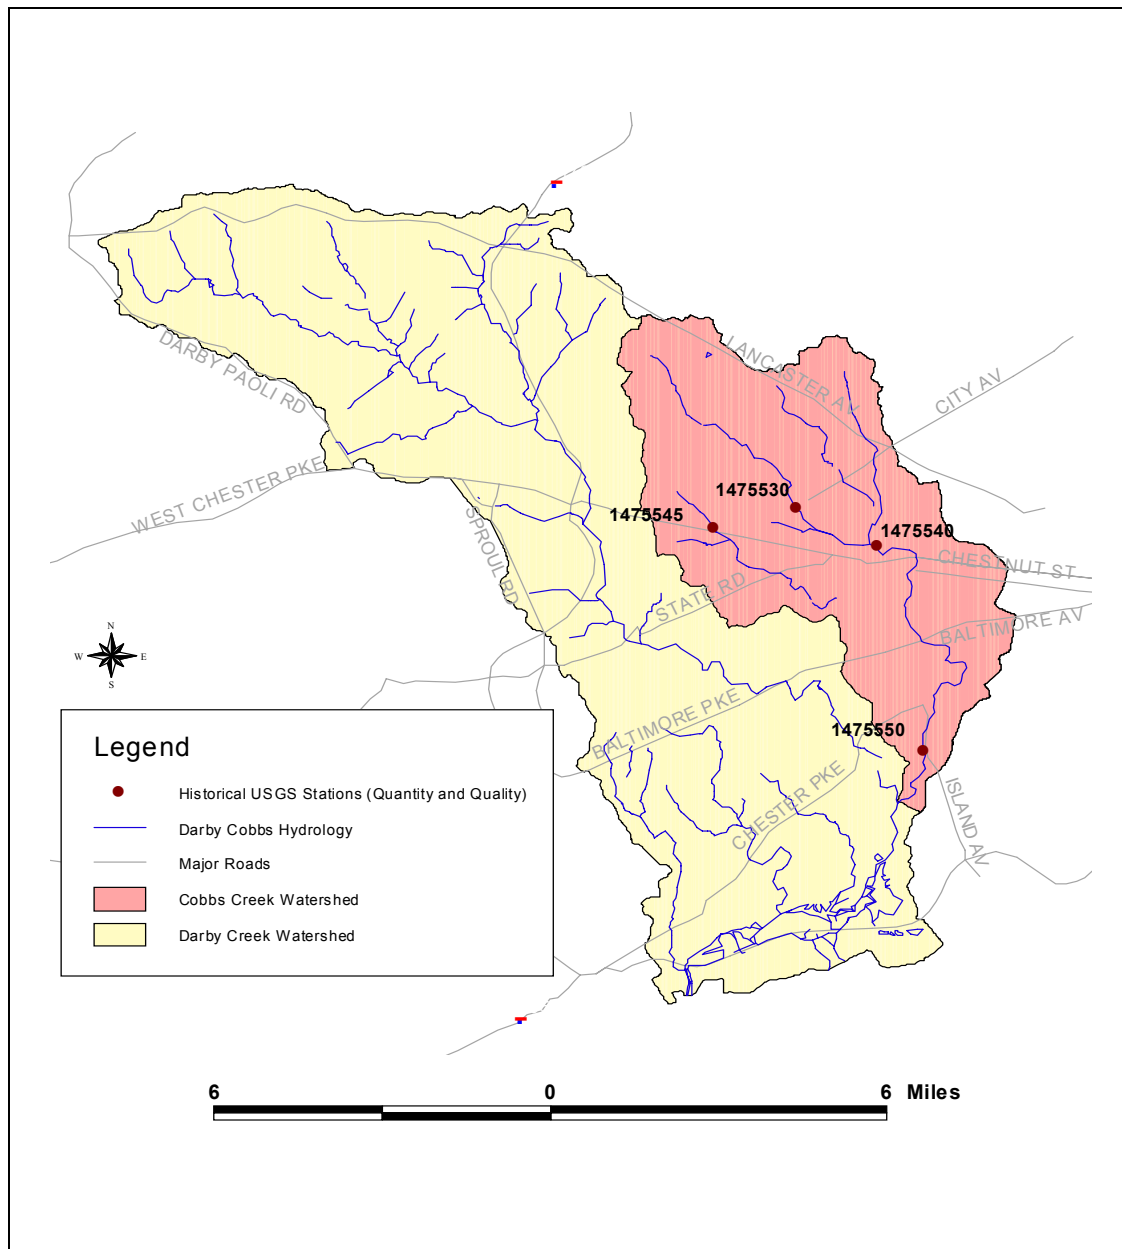 LANCASTER AV
CITY AV
DARBY PAOLI RD
WEST CHESTER PKE
1475530
1475545
1475540
SPROUL RD
CHESTNUT ST
STATE RD
BALTIMORE AV
N
W E
S
BALTIMORE PKE
1475550
CHESTER PKE
ISLAND AV
Legend
Historical USGS Stations (Quantity and Quality)
Darby Cobbs Hydrology
Major Roads
Cobbs Creek Watershed
Darby Creek Watershed
6 0 6 Miles